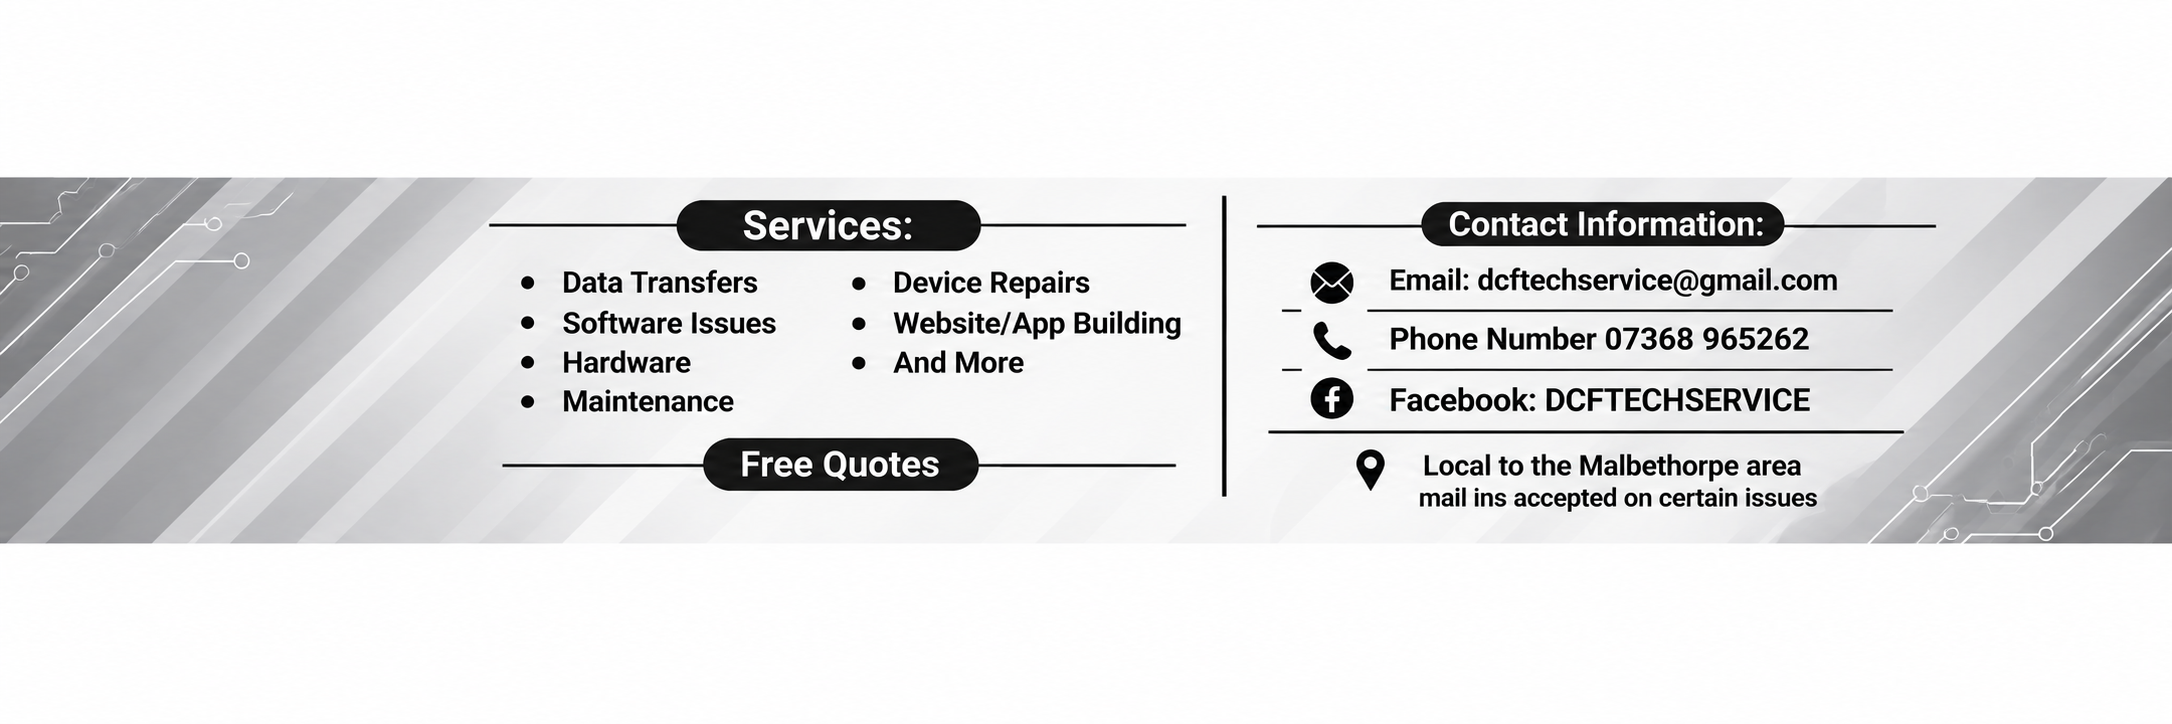 Services:
• Data Transfers
• Software Issues
• Hardware
• Maintenance
• Device Repairs
• Website/App Building
• And More
Free Quotes
Contact Information:
Email: dcftechservice@gmail.com
Phone Number 07368 965262
Facebook: DCFTECHSERVICE
Local to the Malbethorpe area
mail ins accepted on certain issues